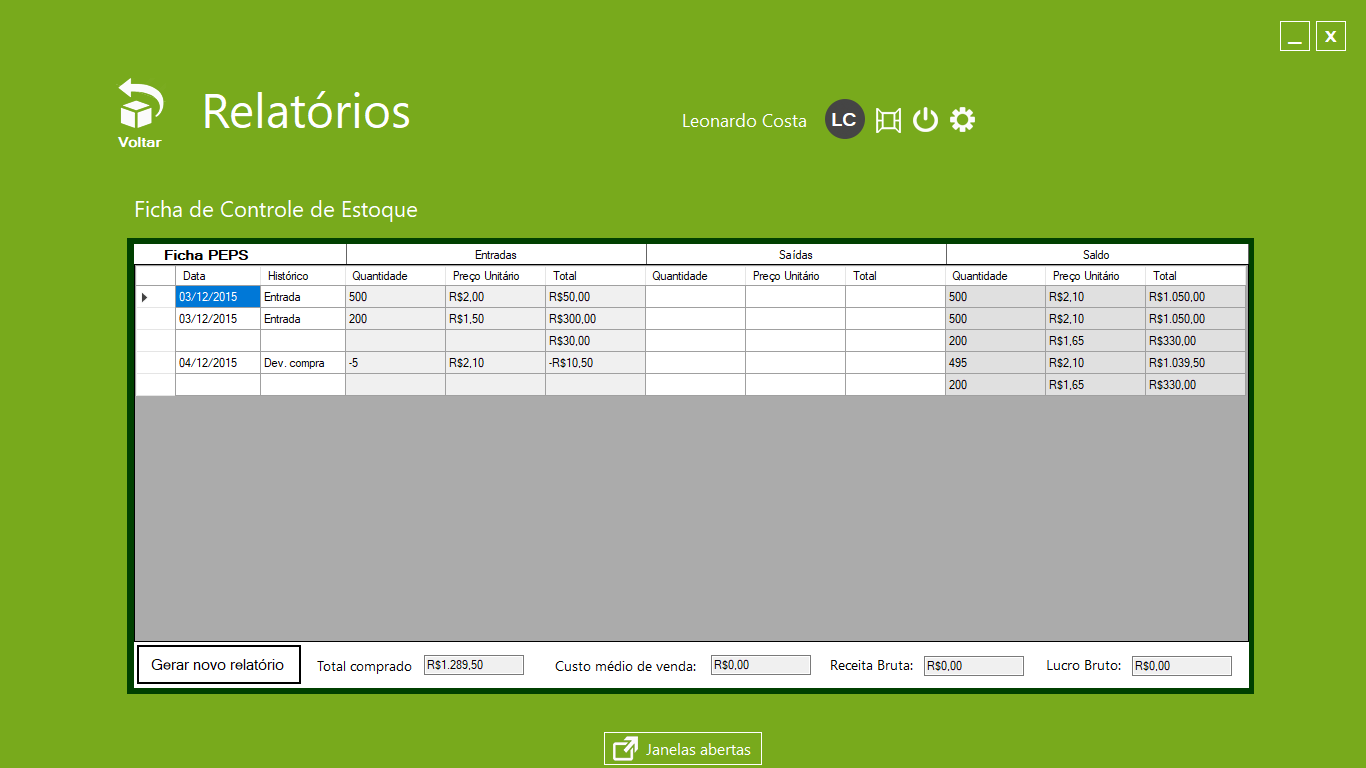 _ x
Relatórios
Voltar
Leonardo Costa LC
Ficha de Controle de Estoque
Ficha PEPS Entradas Saídas Saldo
Data Histórico Quantidade Preço Unitário Total Quantidade Preço Unitário Total Quantidade Preço Unitário Total
03/12/2015 Entrada 500 R$2,00 R$50,00 500 R$2,10 R$1.050,00
03/12/2015 Entrada 200 R$1,50 R$300,00 500 R$2,10 R$1.050,00
R$30,00 200 R$1,65 R$330,00
04/12/2015 Dev. compra -5 R$2,10 -R$10,50 495 R$2,10 R$1.039,50
200 R$1,65 R$330,00
Gerar novo relatório Total comprado R$1.289,50 Custo médio de venda: R$0,00 Receita Bruta: R$0,00 Lucro Bruto: R$0,00
Janelas abertas